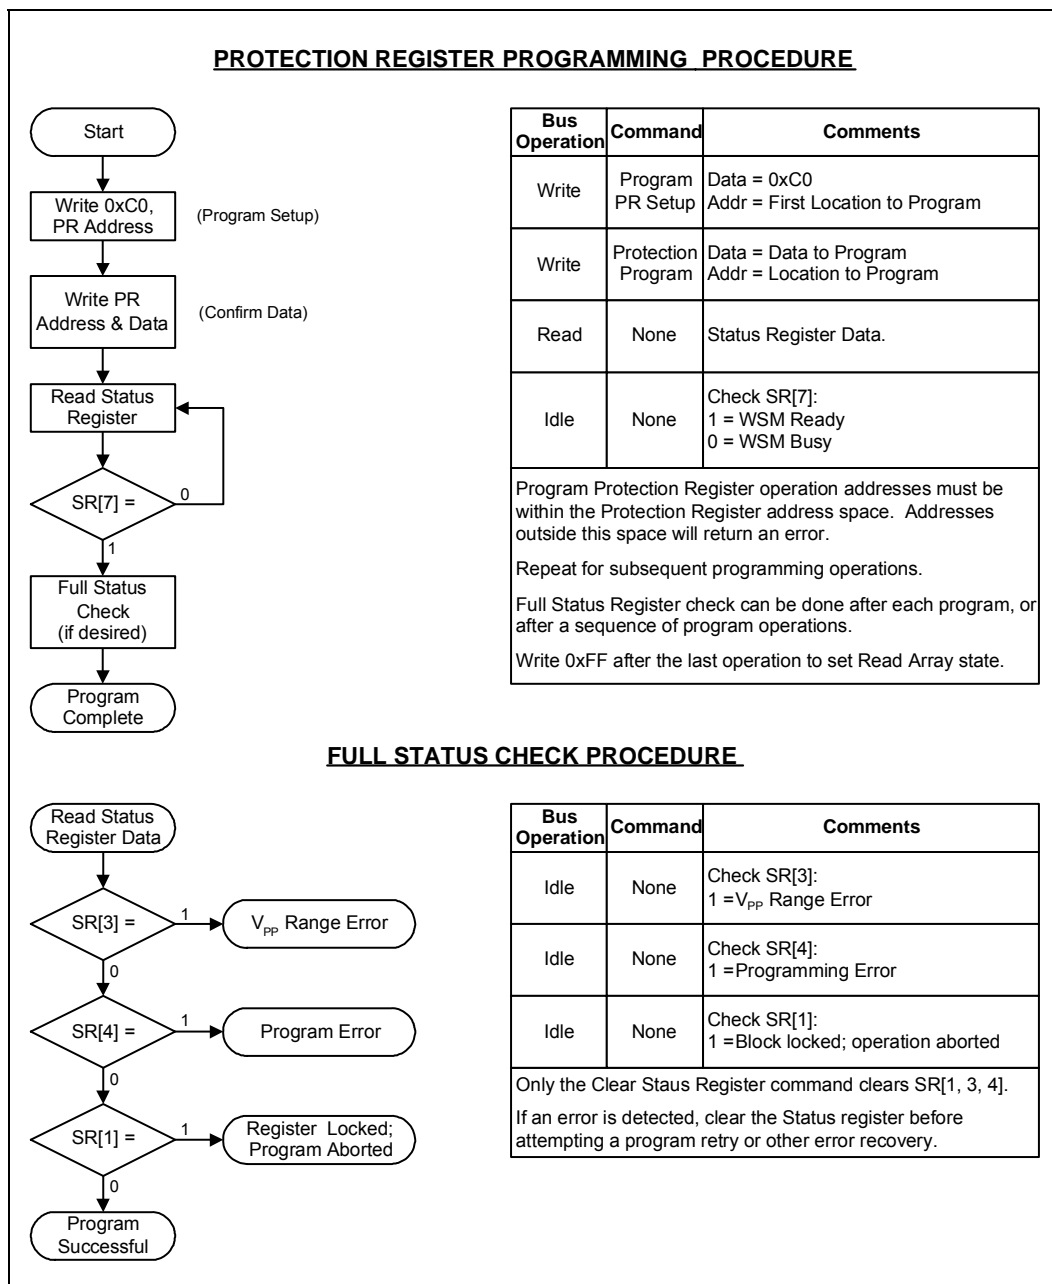 PROTECTION REGISTER PROGRAMMING PROCEDURE
Start
Write 0xC0,
PR Address
(Program Setup)
Write PR
Address & Data
(Confirm Data)
Read Status
Register
SR[7] =
0
1
Full Status
Check
(if desired)
Program
Complete
Bus
Operation
Command
Comments
Write
Program
PR Setup
Data = 0xC0
Addr = First Location to Program
Write
Protection
Program
Data = Data to Program
Addr = Location to Program
Read
None
Status Register Data.
Idle
None
Check SR[7]:
1 = WSM Ready
0 = WSM Busy
Program Protection Register operation addresses must be
within the Protection Register address space. Addresses
outside this space will return an error.
Repeat for subsequent programming operations.
Full Status Register check can be done after each program, or
after a sequence of program operations.
Write 0xFF after the last operation to set Read Array state.
FULL STATUS CHECK PROCEDURE
Read Status
Register Data
SR[3] =
1
VPP Range Error
0
SR[4] =
1
Program Error
0
SR[1] =
1
Register Locked;
Program Aborted
0
Program
Successful
Bus
Operation
Command
Comments
Idle
None
Check SR[3]:
1 =VPP Range Error
Idle
None
Check SR[4]:
1 =Programming Error
Idle
None
Check SR[1]:
1 =Block locked; operation aborted
Only the Clear Staus Register command clears SR[1, 3, 4].
If an error is detected, clear the Status register before
attempting a program retry or other error recovery.